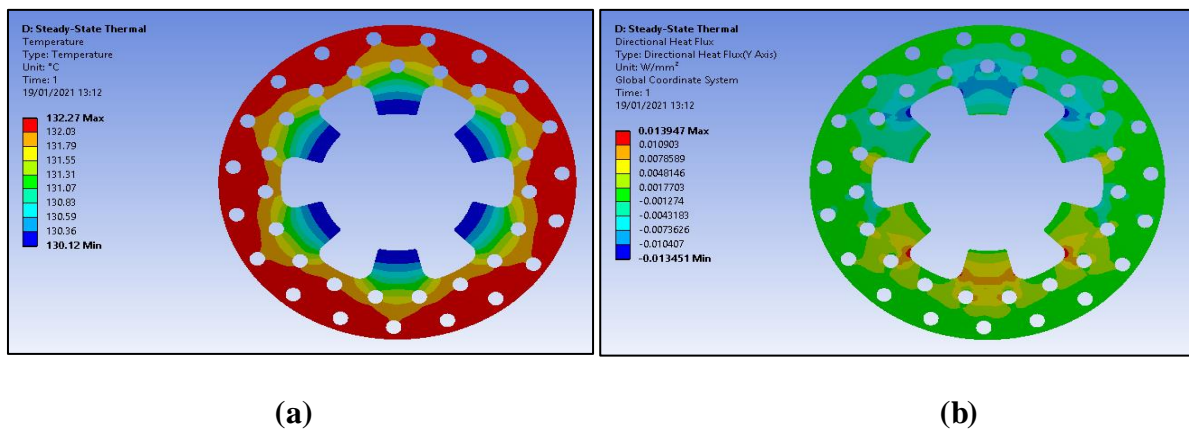 D: Steady-State Thermal
Temperature
Type: Temperature
Unit: °C
Time: 1
19/01/2021 13:12
132.27 Max
132.03
131.79
131.55
131.31
131.07
130.83
130.59
130.36
130.12 Min
D: Steady-State Thermal
Directional Heat Flux
Type: Directional Heat Flux(Y Axis)
Unit: W/mm²
Global Coordinate System
Time: 1
19/01/2021 13:12
0.013947 Max
0.010903
0.0078589
0.0048146
0.0017703
-0.001274
-0.0043183
-0.0073626
-0.010407
-0.013451 Min
(a)
(b)